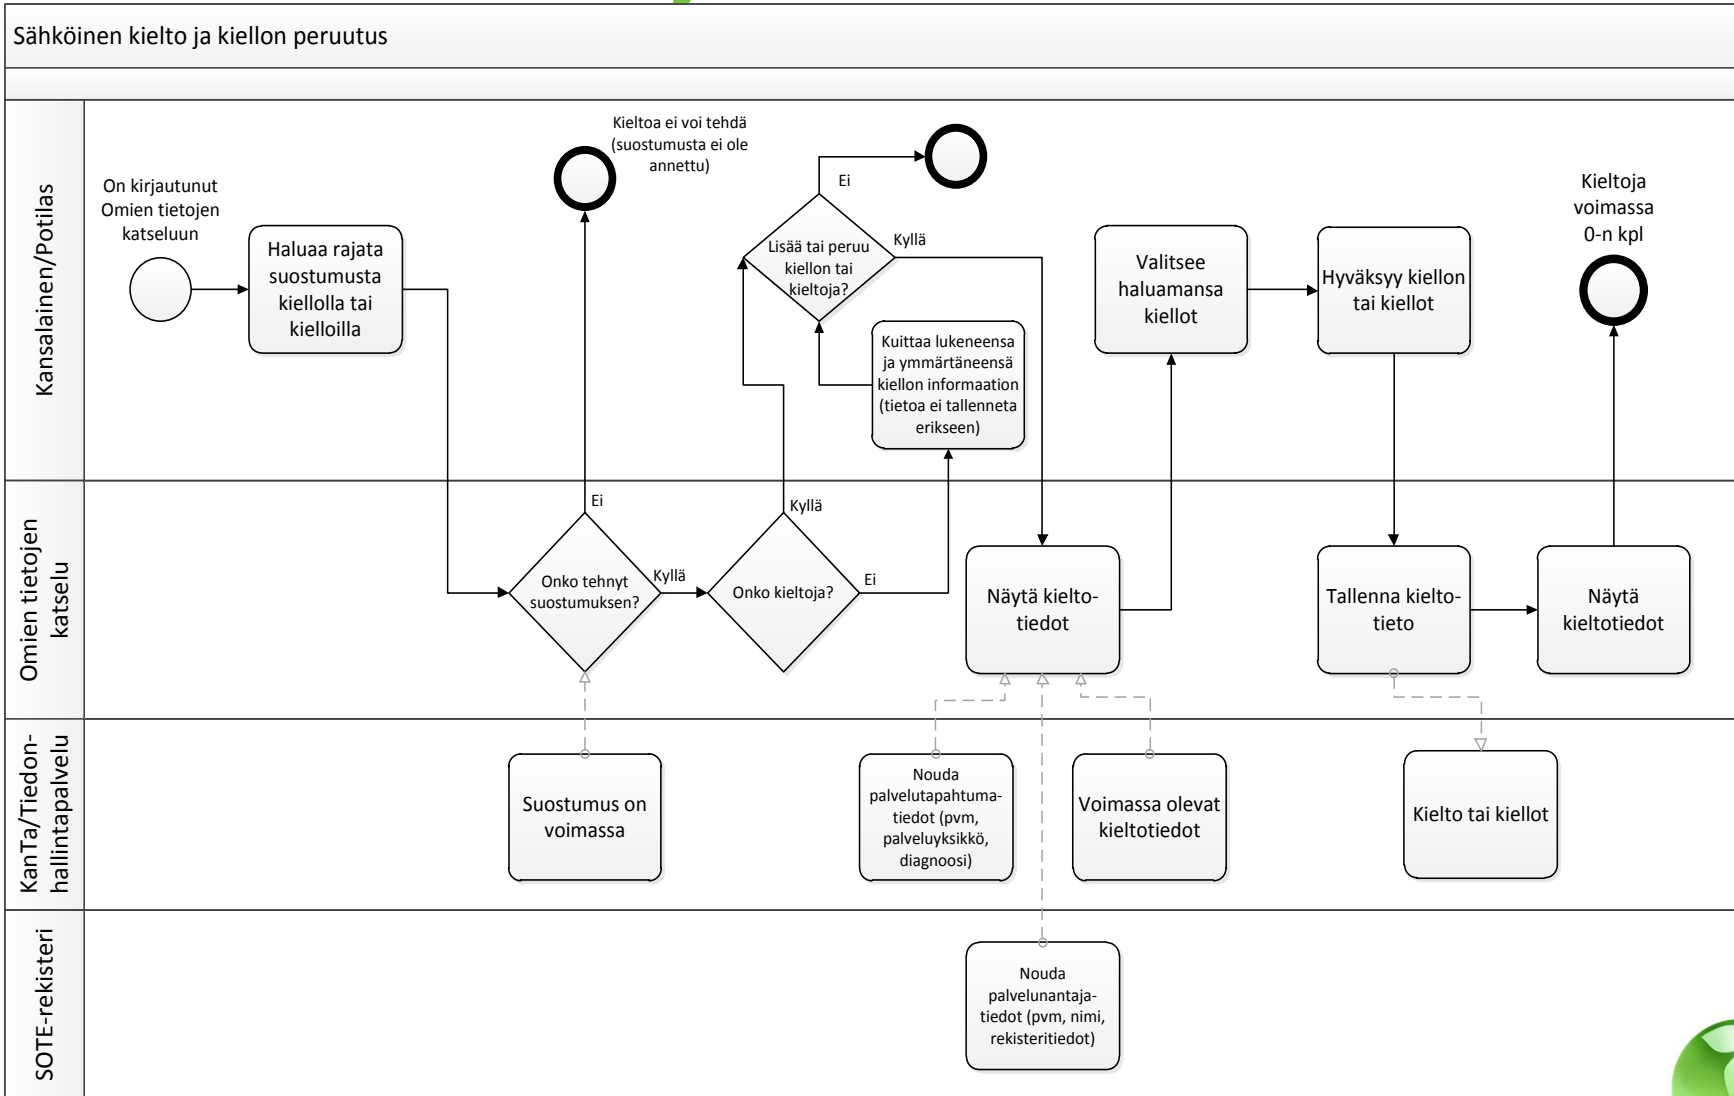 Sähköinen kielto ja kiellon peruutus
Kansalainen/Potilas
On kirjautunut
Omien tietojen
katseluun
Haluaa rajata
suostumusta
kiellolla tai
kielloilla
Kieltoa ei voi tehdä
(suostumusta ei ole
annettu)
Ei
Lisää tai peruu
kiellon tai
kieltoja?
Kyllä
Kuittaa lukeneensa
ja ymmärtäneensä
kiellon informaation
(tietoa ei tallenneta
erikseen)
Valitsee
haluamansa
kiellot
Hyväksyy kiellon
tai kiellot
Kieltoja
voimassa
0-n kpl
Omien tietojen
katselu
Ei
Onko tehnyt
suostumuksen?
Kyllä
Kyllä
Onko kieltoja?
Ei
Näytä kielto-
tiedot
Tallenna kielto-
tieto
Näytä
kieltotiedot
KanTa/Tiedon-
hallintapalvelu
Suostumus on
voimassa
Nouda
palvelutapahtuma-
tiedot (pvm,
palveluyksikkö,
diagnoosi)
Voimassa olevat
kieltotiedot
Kielto tai kiellot
SOTE-rekisteri
Nouda
palvelunantaja-
tiedot (pvm, nimi,
rekisteritiedot)